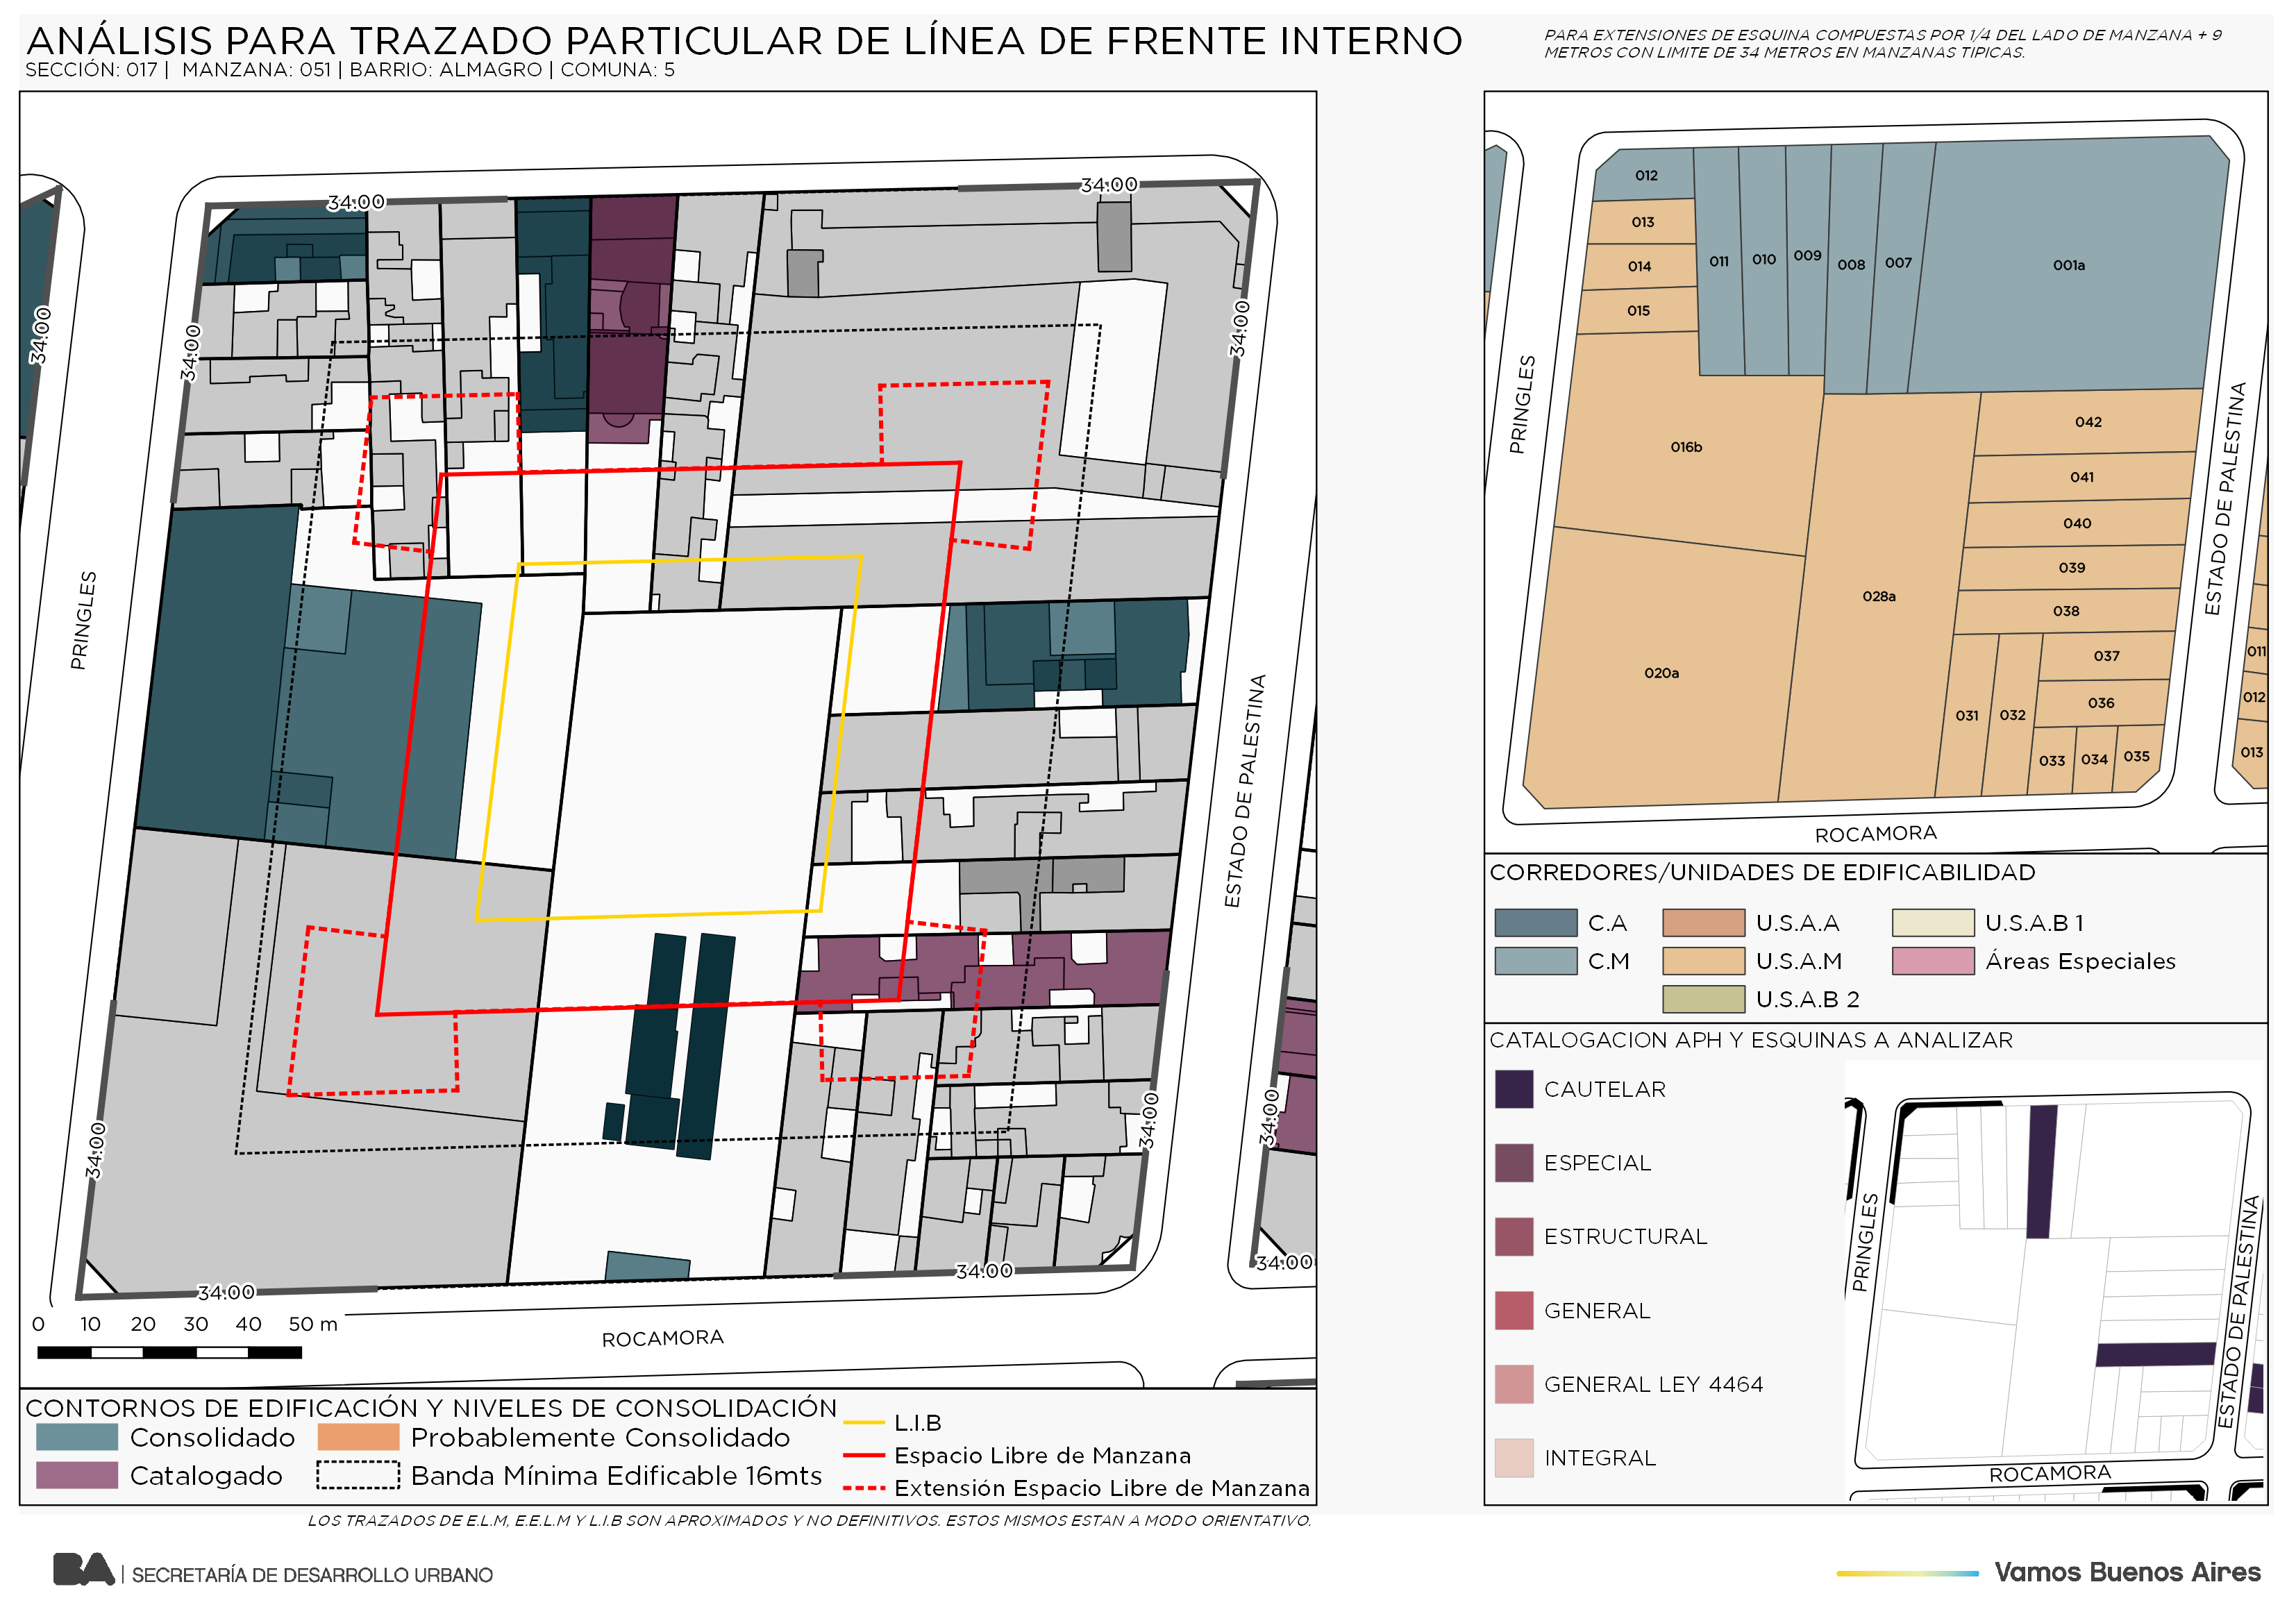 ANÁLISIS PARA TRAZADO PARTICULAR DE LÍNEA DE FRENTE INTERNO
SECCIÓN: 017 | MANZANA: 051 | BARRIO: ALMAGRO | COMUNA: 5
PARA EXTENSIONES DE ESQUINA COMPUESTAS POR 1/4 DEL LADO DE MANZANA + 9
METROS CON LIMITE DE 34 METROS EN MANZANAS TIPICAS.
34.00
34.00
34.00
34.00
34.00
PRINGLES
ESTADO DE PALESTINA
34.00
34.00
34.00
34.00
34.00
34.00
0 10 20 30 40 50 m
ROCAMORA
CONTORNOS DE EDIFICACIÓN Y NIVELES DE CONSOLIDACIÓN
Consolidado
Probablemente Consolidado
Catalogado
Banda Mínima Edificable 16mts
L.I.B
Espacio Libre de Manzana
Extensión Espacio Libre de Manzana
LOS TRAZADOS DE E.L.M, E.E.L.M Y L.I.B SON APROXIMADOS Y NO DEFINITIVOS. ESTOS MISMOS ESTAN A MODO ORIENTATIVO.
012
013
014
015
011
010
009
008
007
001a
PRINGLES
016b
042
041
040
039
038
ESTADO DE PALESTINA
028a
020a
037
036
031
032
033
034
035
011
012
013
ROCAMORA
CORREDORES/UNIDADES DE EDIFICABILIDAD
C.A
U.S.A.A
U.S.A.B 1
C.M
U.S.A.M
Áreas Especiales
U.S.A.B 2
CATALOGACION APH Y ESQUINAS A ANALIZAR
CAUTELAR
ESPECIAL
ESTRUCTURAL
GENERAL
GENERAL LEY 4464
INTEGRAL
PRINGLES
ESTADO DE PALESTINA
ROCAMORA
BA | SECRETARÍA DE DESARROLLO URBANO
Vamos Buenos Aires